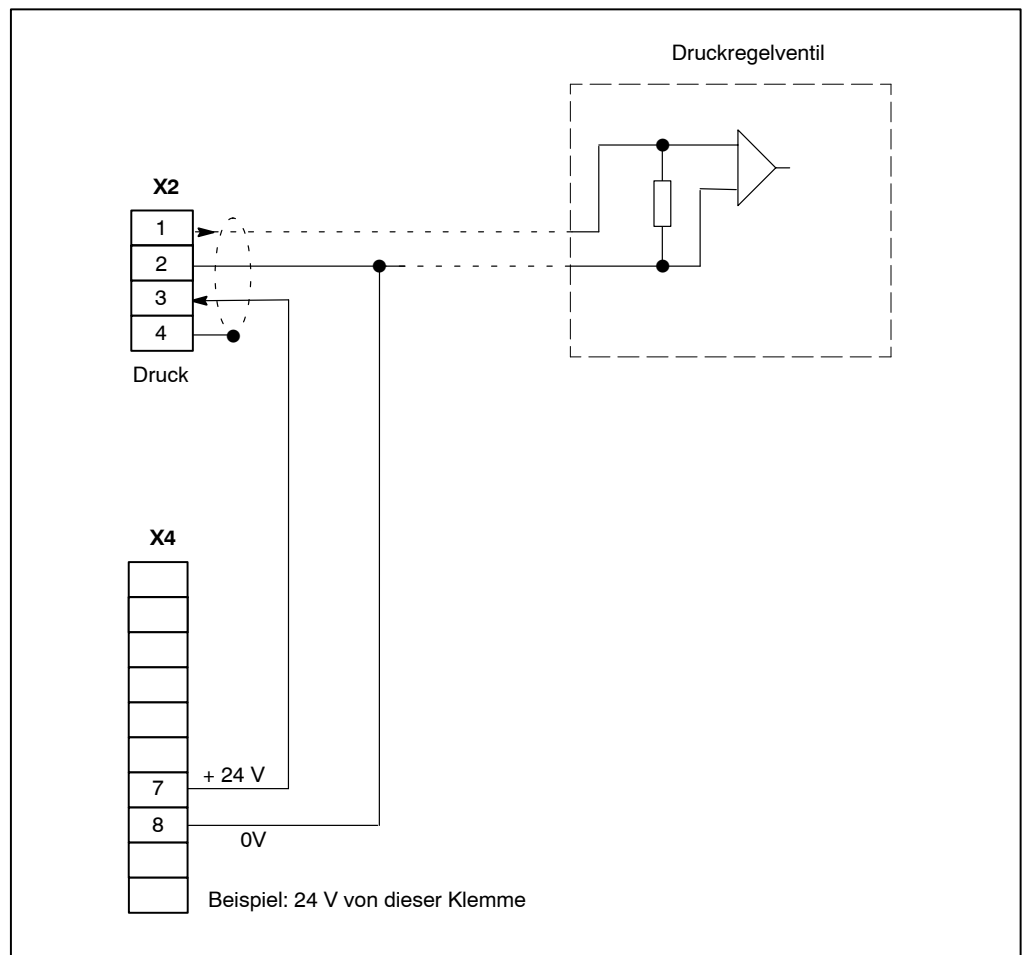 Druckregelventil
X2
1
2
3
4
Druck
X4
7
+ 24 V
8
0V
Beispiel: 24 V von dieser Klemme